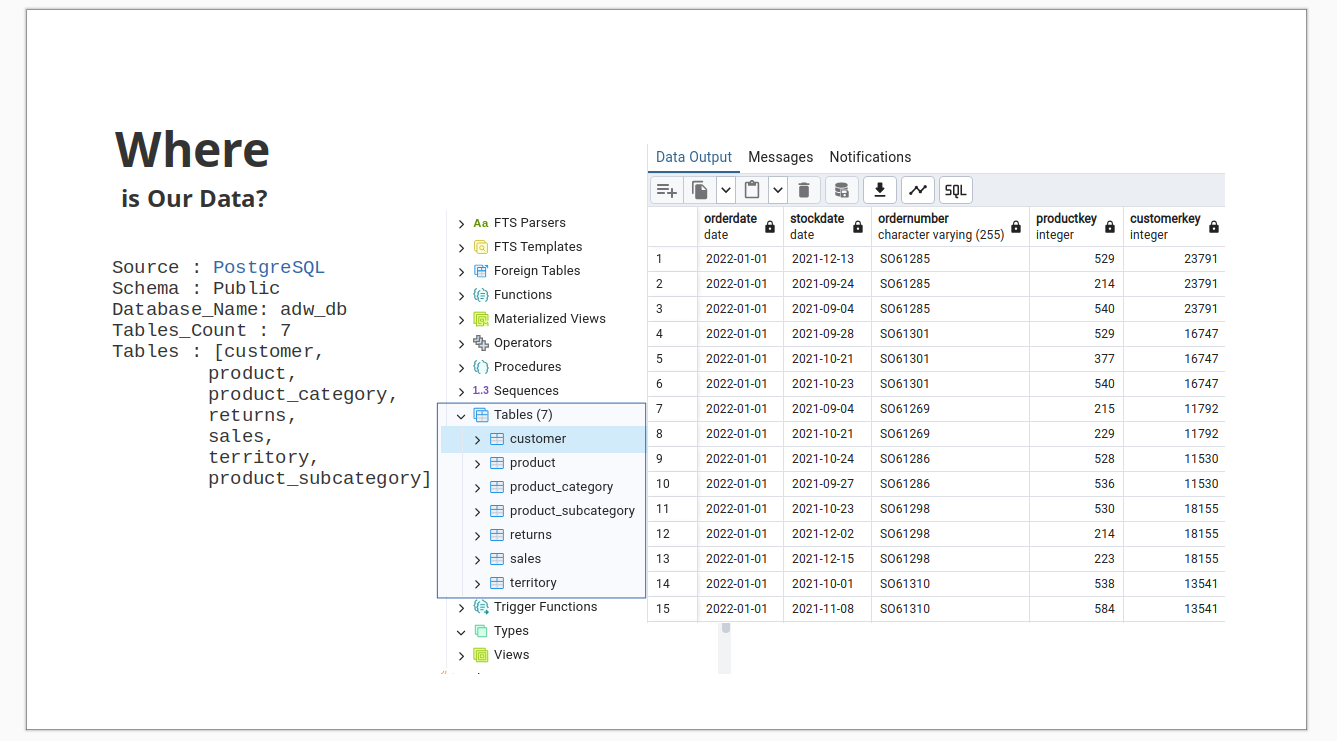 Where
is Our Data?
Source : PostgreSQL
Schema : Public
Database_Name: adw_db
Tables_Count : 7
Tables : [customer,
product,
product_category,
returns,
sales,
territory,
product_subcategory]
Aa FTS Parsers
FTS Templates
Foreign Tables
Functions
Materialized Views
Operators
Procedures
1.3 Sequences
Tables (7)
customer
product
product_category
product_subcategory
returns
sales
territory
Trigger Functions
Types
Views
Data Output Messages Notifications
SQL
orderdate stockdate ordernumber productkey customerkey
date date character varying (255) integer integer
1 2022-01-01 2021-12-13 SO61285 529 23791
2 2022-01-01 2021-09-24 SO61285 214 23791
3 2022-01-01 2021-09-04 SO61285 540 23791
4 2022-01-01 2021-09-28 SO61301 529 16747
5 2022-01-01 2021-10-21 SO61301 377 16747
6 2022-01-01 2021-10-23 SO61301 540 16747
7 2022-01-01 2021-09-04 SO61269 215 11792
8 2022-01-01 2021-10-21 SO61269 229 11792
9 2022-01-01 2021-10-24 SO61286 528 11530
10 2022-01-01 2021-09-27 SO61286 536 11530
11 2022-01-01 2021-10-23 SO61298 530 18155
12 2022-01-01 2021-12-02 SO61298 214 18155
13 2022-01-01 2021-12-15 SO61298 223 18155
14 2022-01-01 2021-10-01 SO61310 538 13541
15 2022-01-01 2021-11-08 SO61310 584 13541